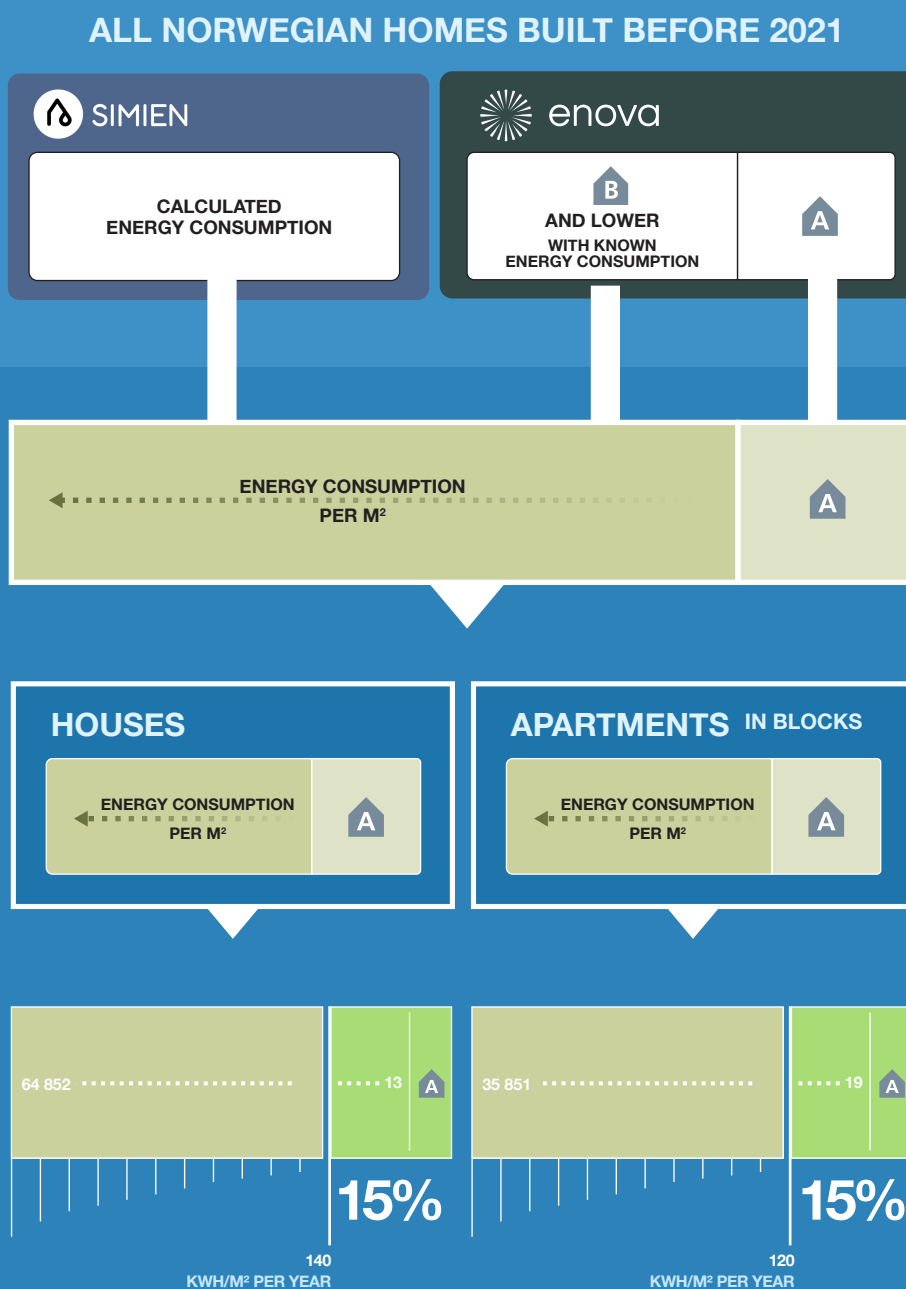 ALL NORWEGIAN HOMES BUILT BEFORE 2021
SIMIEN
CALCULATED
ENERGY CONSUMPTION
enova
B
AND LOWER
WITH KNOWN
ENERGY CONSUMPTION
A
ENERGY CONSUMPTION
PER M²
A
HOUSES
ENERGY CONSUMPTION
PER M²
A
APARTMENTS IN BLOCKS
ENERGY CONSUMPTION
PER M²
A
64 852
13
A
15%
140
KWH/M² PER YEAR
35 851
19
A
15%
120
KWH/M² PER YEAR